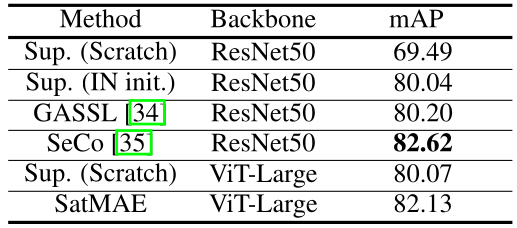 Method Backbone mAP
Sup. (Scratch) ResNet50 69.49
Sup. (IN init.) ResNet50 80.04
GASSL [34] ResNet50 80.20
SeCo [35] ResNet50 82.62
Sup. (Scratch) ViT-Large 80.07
SatMAE ViT-Large 82.13